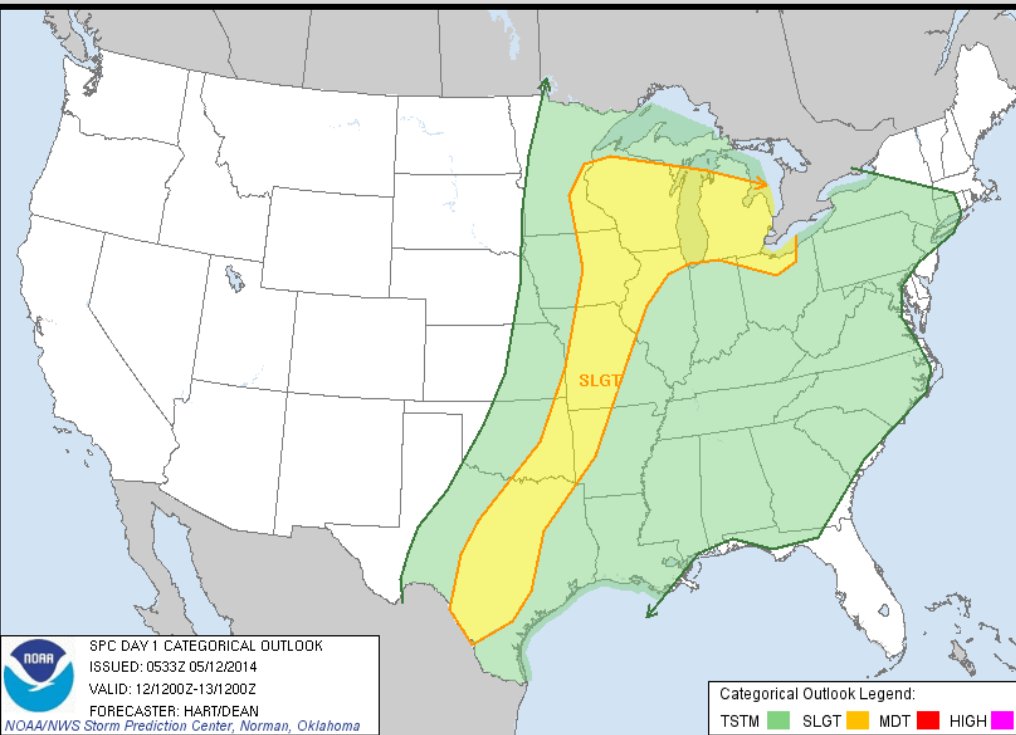 SLGT
NOAA
SPC DAY 1 CATEGORICAL OUTLOOK
ISSUED: 0533Z 05/12/2014
VALID: 12/1200Z-13/1200Z
FORECASTER: HART/DEAN
NOAA/NWS Storm Prediction Center, Norman, Oklahoma
Categorical Outlook Legend:
TSTM SLGT MDT HIGH